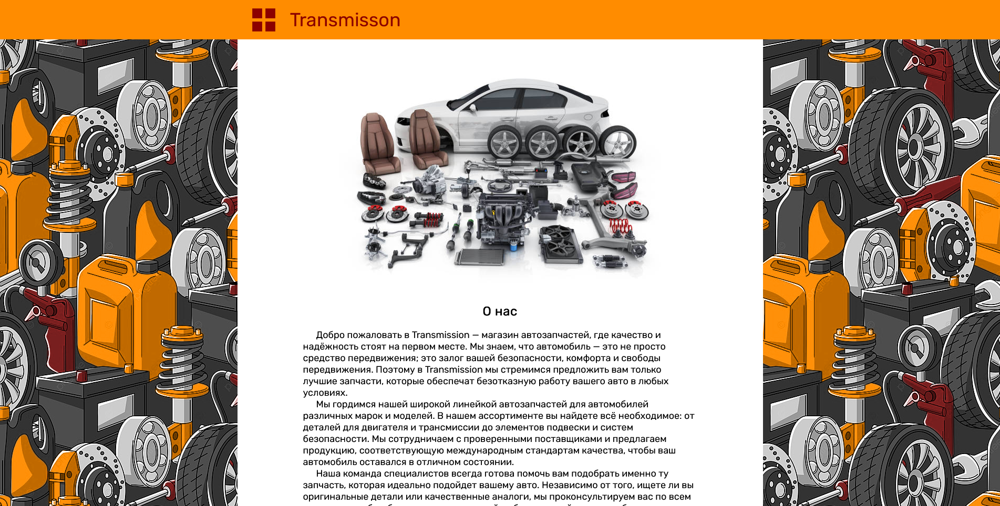 Transmisson
О нас
Добро пожаловать в Transmission — магазин автозапчастей, где качество и
надёжность стоят на первом месте. Мы знаем, что автомобиль — это не просто
средство передвижения; это залог вашей безопасности, комфорта и свободы
передвижения. Поэтому в Transmission мы стремимся предложить вам только
лучшие запчасти, которые обеспечат безотказную работу вашего авто в любых
условиях.
Мы гордимся нашей широкой линейкой автозапчастей для автомобилей
различных марок и моделей. В нашем ассортименте вы найдете всё необходимое: от
деталей для двигателя и трансмиссии до элементов подвески и систем
безопасности. Мы сотрудничаем с проверенными поставщиками и предлагаем
продукцию, соответствующую международным стандартам качества, чтобы ваш
автомобиль оставался в отличном состоянии.
Наша команда специалистов всегда готова помочь вам подобрать именно ту
запчасть, которая идеально подойдет вашему авто. Независимо от того, ищете ли вы
оригинальные детали или качественные аналоги, мы проконсультируем вас по всем